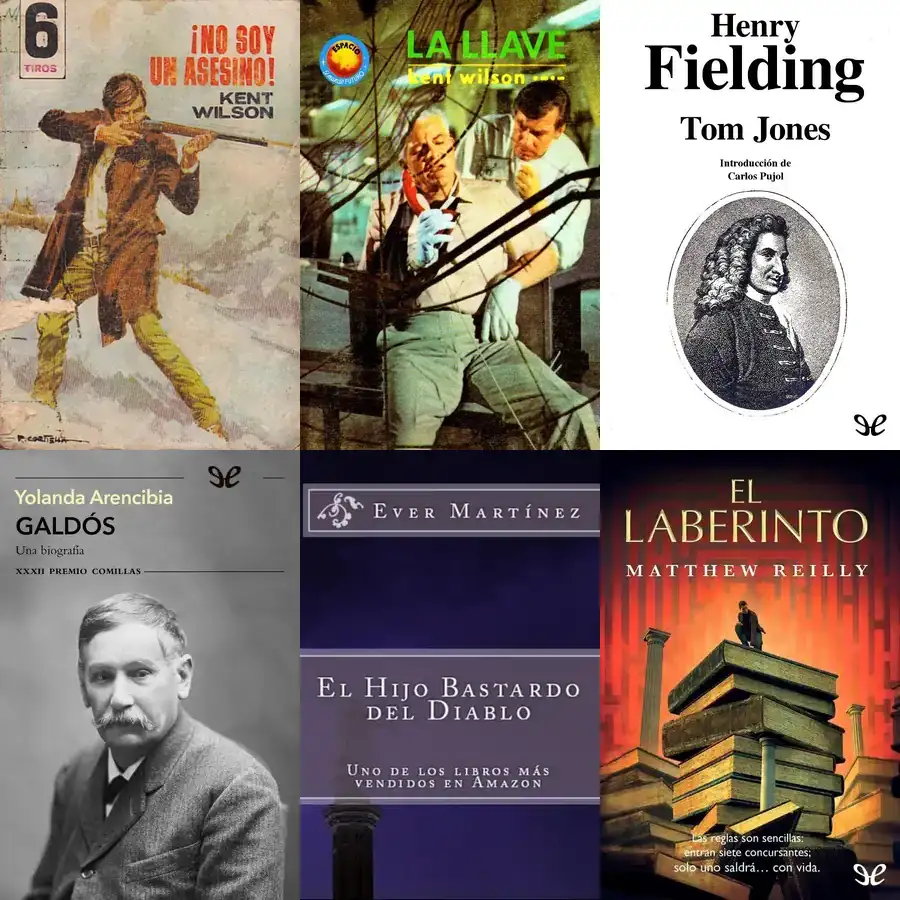 6
TIROS
¡NO SOY
UN ASESINO!
KENT
WILSON
ESPACIO
LA LLAVE
kent wilson
Henry
Fielding
Tom Jones
Introducción de
Carlos Pujol
Yolanda Arencibia
GALDÓS
Una biografía
XXXII PREMIO COMILLAS
EVER MARTÍNEZ
EL HIJO BASTARDO
DEL DIABLO
UNO DE LOS LIBROS MÁS
VENDIDOS EN AMAZON
EL
LABERINTO
MATTHEW REILLY
Las reglas son sencillas:
entran siete concursantes;
solo uno saldrá... con vida.